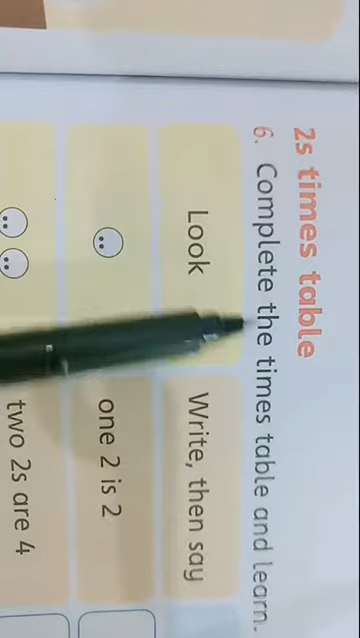 2s times table
6. Complete the times table and learn.
Look
Write, then say
one 2 is 2
two 2s are 4